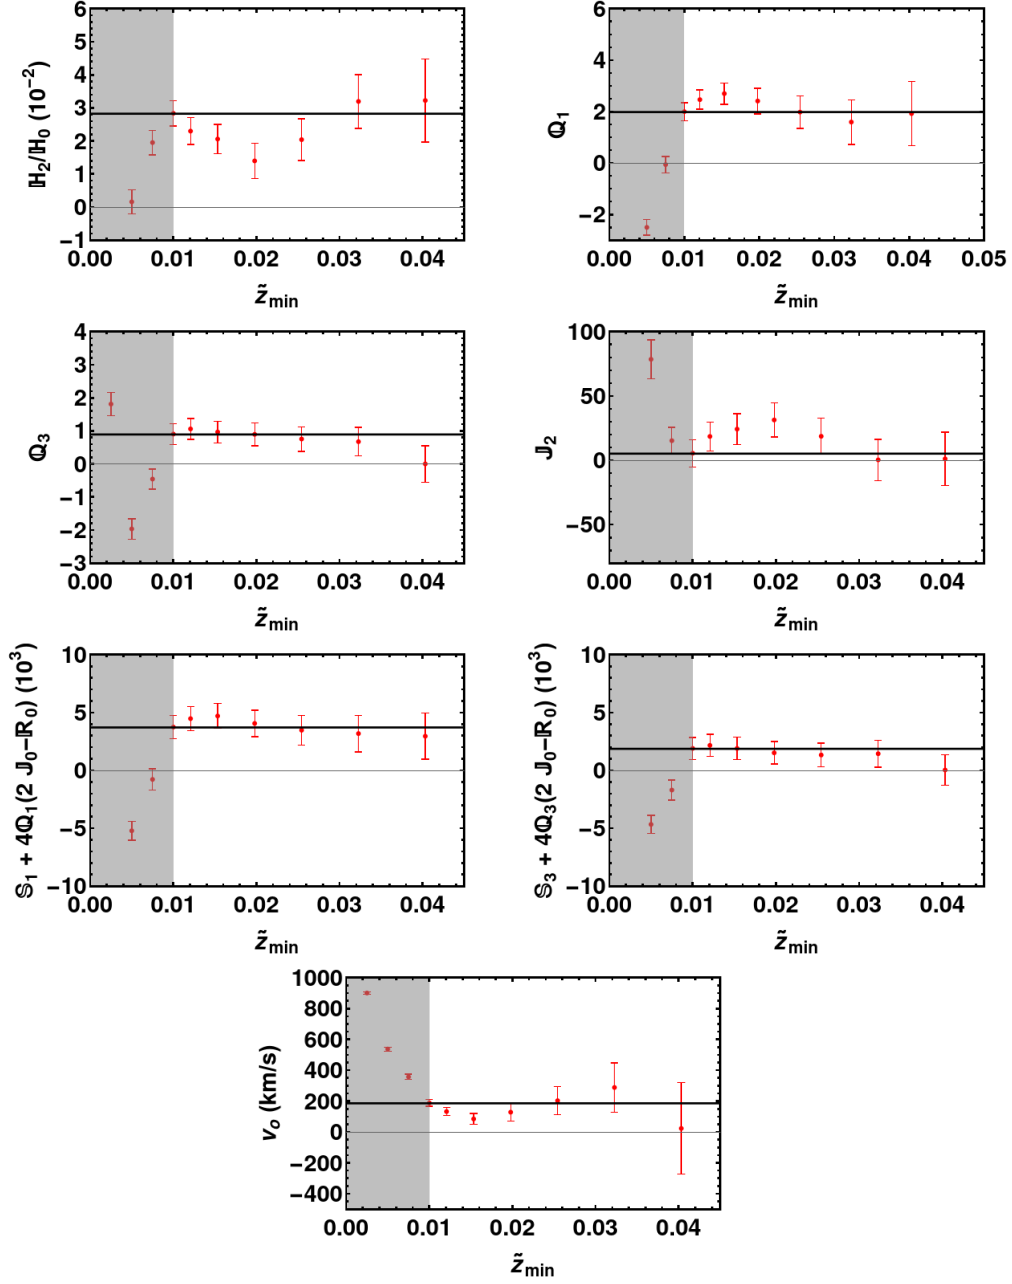 6
5
4
3
2
1
0
−1
ℍ₂/ℍ₀ (10⁻²)
0.00 0.01 0.02 0.03 0.04
z̃min
6
4
2
0
−2
ℚ₁
0.00 0.01 0.02 0.03 0.04 0.05
z̃min
4
3
2
1
0
−1
−2
−3
ℚ₃
0.00 0.01 0.02 0.03 0.04
z̃min
100
50
0
−50
𝕁₂
0.00 0.01 0.02 0.03 0.04
z̃min
10
5
0
−5
−10
𝕊₁ + 4ℚ₁(2 𝕁₀−ℝ₀) (10³)
0.00 0.01 0.02 0.03 0.04
z̃min
10
5
0
−5
−10
𝕊₃ + 4ℚ₃(2 𝕁₀−ℝ₀) (10³)
0.00 0.01 0.02 0.03 0.04
z̃min
1000
800
600
400
200
0
−200
−400
vₒ (km/s)
0.00 0.01 0.02 0.03 0.04
z̃min